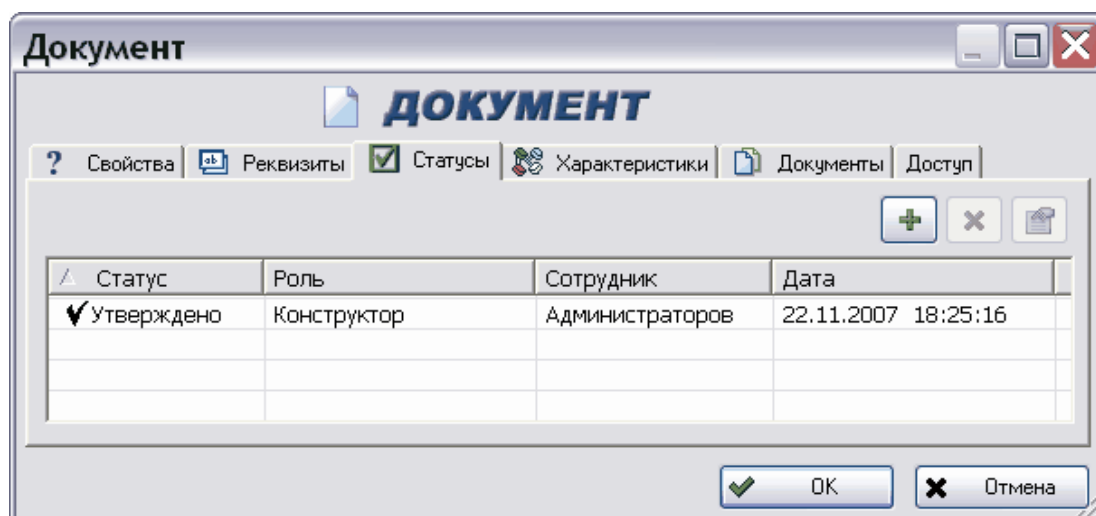 Документ
ДОКУМЕНТ
? Свойства ab Реквизиты Статусы Характеристики Документы Доступ
Статус Роль Сотрудник Дата
Утверждено Конструктор Администраторов 22.11.2007 18:25:16
OK Отмена